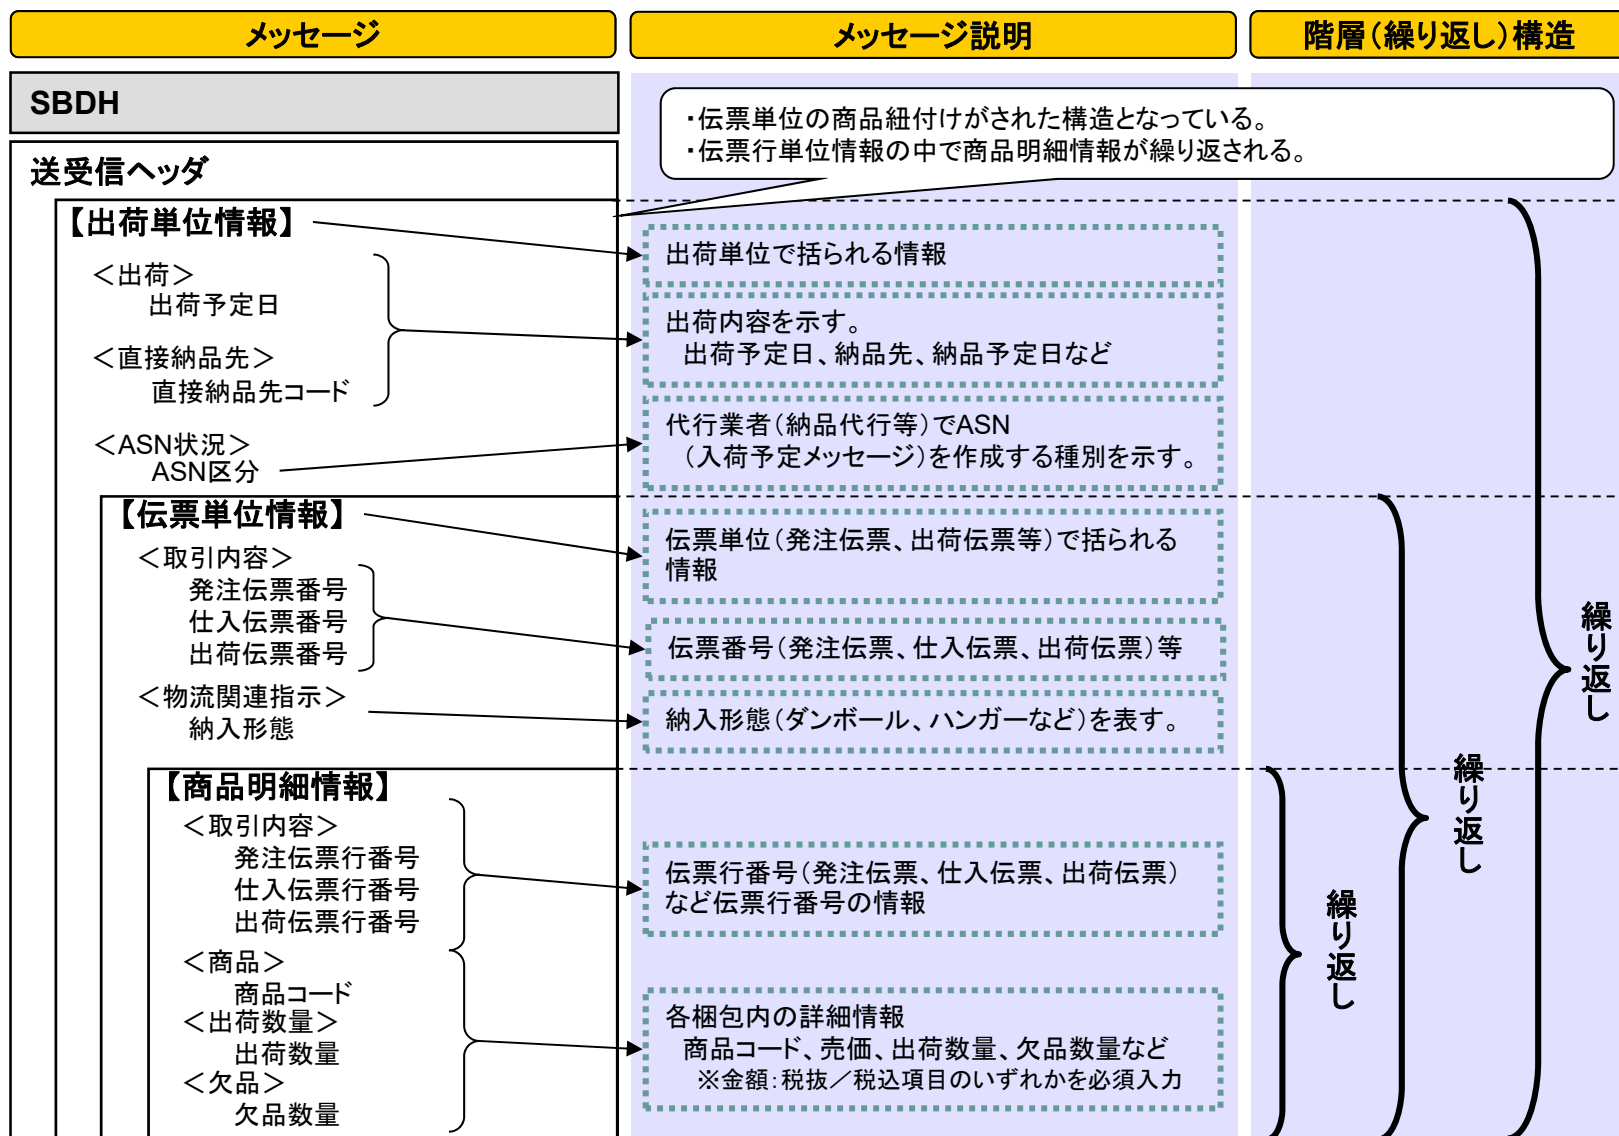 メッセージ
メッセージ説明
階層（繰り返し）構造
SBDH
・伝票単位の商品紐付けがされた構造となっている。
・伝票行単位情報の中で商品明細情報が繰り返される。
送受信ヘッダ
【出荷単位情報】
＜出荷＞
出荷予定日
＜直接納品先＞
直接納品先コード
＜ASN状況＞
ASN区分
出荷単位で括られる情報
出荷内容を示す。
出荷予定日、納品先、納品予定日など
代行業者（納品代行等）でASN
（入荷予定メッセージ）を作成する種別を示す。
【伝票単位情報】
＜取引内容＞
発注伝票番号
仕入伝票番号
出荷伝票番号
＜物流関連指示＞
納入形態
伝票単位（発注伝票、出荷伝票等）で括られる
情報
伝票番号（発注伝票、仕入伝票、出荷伝票）等
納入形態（ダンボール、ハンガーなど）を表す。
【商品明細情報】
＜取引内容＞
発注伝票行番号
仕入伝票行番号
出荷伝票行番号
＜商品＞
商品コード
＜出荷数量＞
出荷数量
＜欠品＞
欠品数量
伝票行番号（発注伝票、仕入伝票、出荷伝票）
など伝票行番号の情報
各梱包内の詳細情報
商品コード、売価、出荷数量、欠品数量など
※金額：税抜／税込項目のいずれかを必須入力
繰り返し
繰り返し
繰り返し